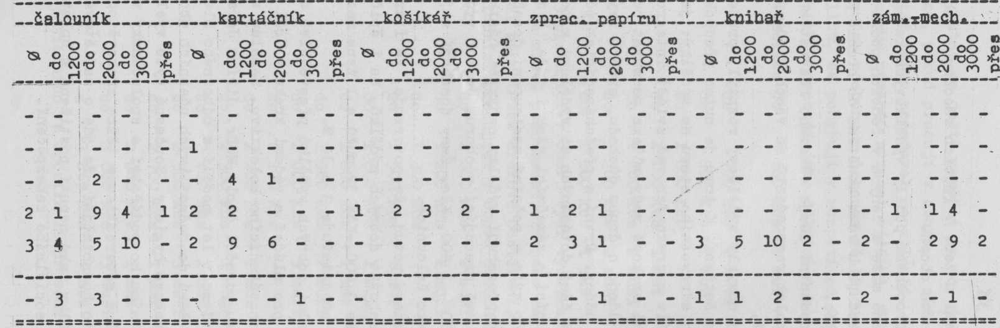 čalouník kartáčník košíkář zprac. papíru knihař zám.-mech.
Ø do 1200 do 2000 do 3000 přes Ø do 1200 do 2000 do 3000 přes Ø do 1200 do 2000 do 3000 přes Ø do 1200 do 2000 do 3000 přes Ø do 1200 do 2000 do 3000 přes Ø do 1200 do 2000 do 3000 přes
- - - - - - - - - - - - - - - - - - - - - - - - - - - - - -
- - - - - 1 - - - - - - - - - - - - - - - - - - - - - - - -
- - 2 - - - 4 1 - - - - - - - - - - - - - - - - - - - - - -
2 1 9 4 1 2 2 - - - 1 2 3 2 - 1 2 1 - - - - - - - - 1 1 4 -
3 4 5 10 - 2 9 6 - - - - - - - 2 3 1 - - 3 5 10 2 - 2 - 2 9 2
- 3 3 - - - - - 1 - - - - - - - - 1 - - 1 1 2 - - 2 - - 1 -